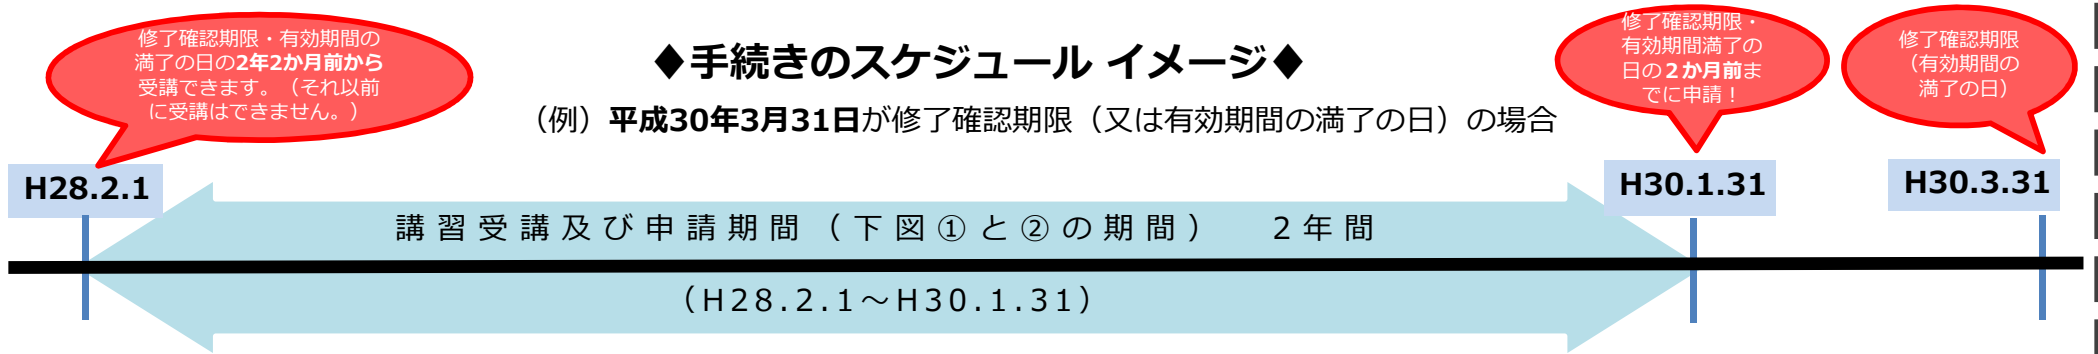 修了確認期限・有効期間の
満了の日の2年2か月前から
受講できます。（それ以前
に受講はできません。）
◆手続きのスケジュール イメージ◆
（例）平成30年3月31日が修了確認期限（又は有効期間の満了の日）の場合
修了確認期限・
有効期間満了の
日の２か月前ま
でに申請！
修了確認期限
（有効期間の
満了の日）
H28.2.1
H30.1.31
H30.3.31
講習受講及び申請期間（下図①と②の期間）　２年間
（H28.2.1～H30.1.31）